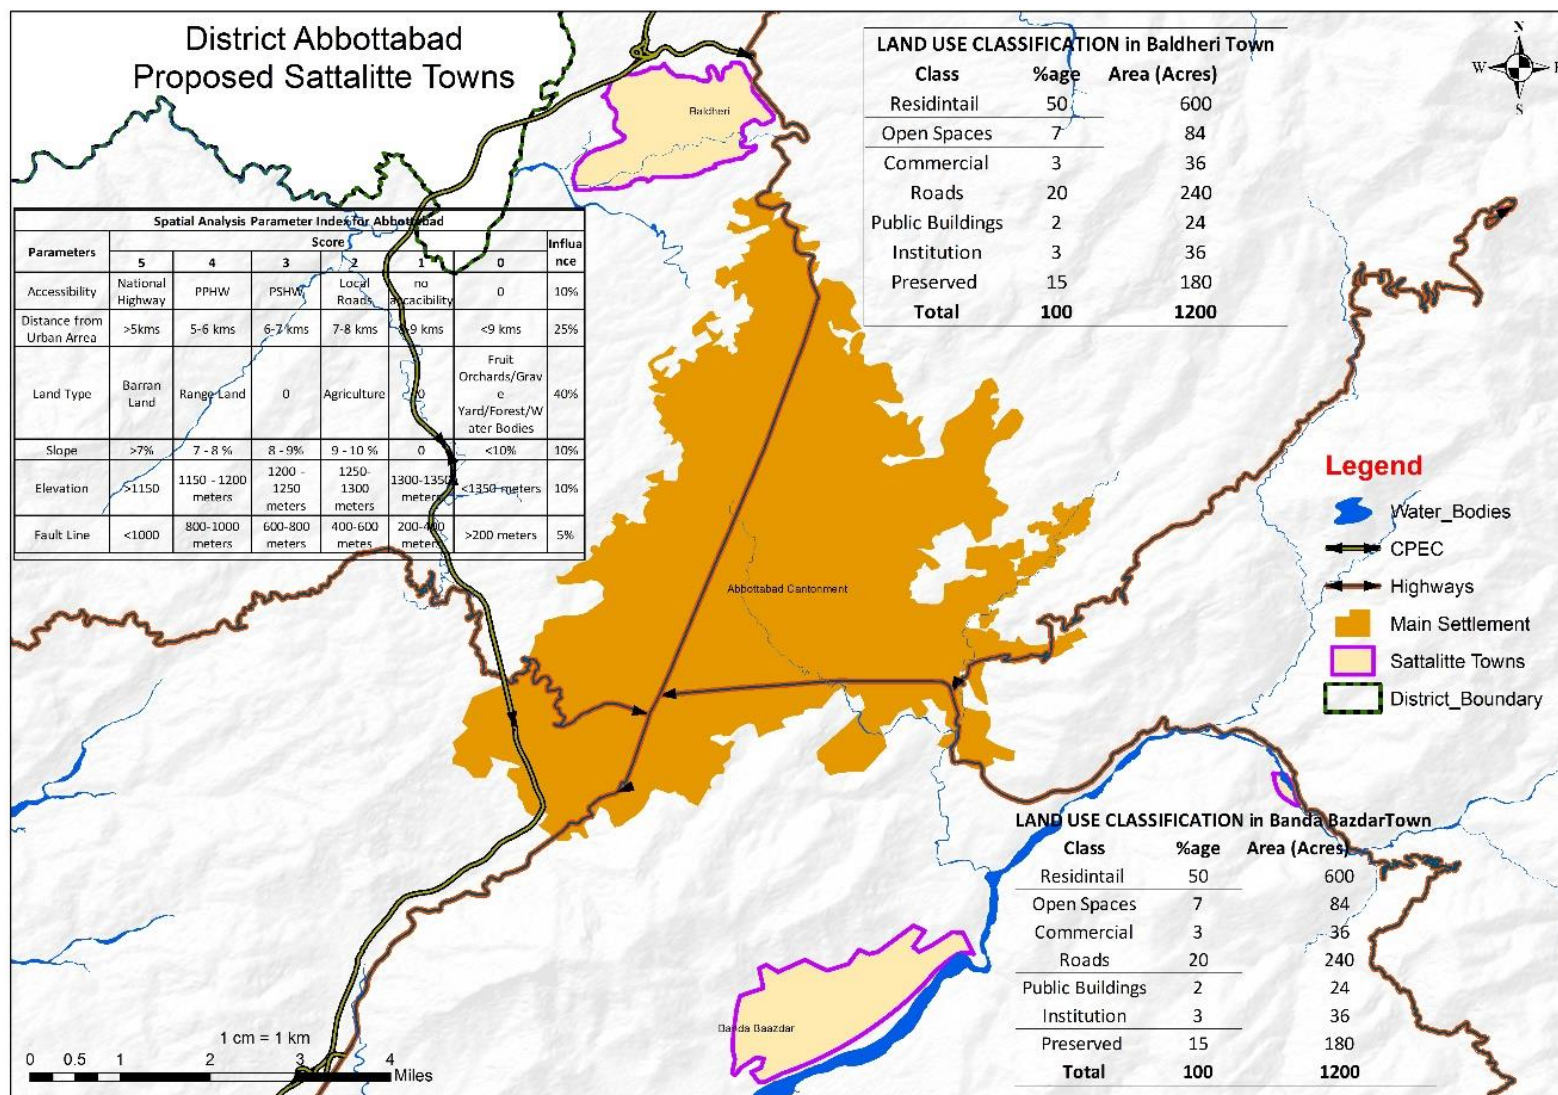 District Abbottabad
Proposed Sattalitte Towns
N
W
E
S
LAND USE CLASSIFICATION in Baldheri Town
Class %age Area (Acres)
Residintail 50 600
Open Spaces 7 84
Commercial 3 36
Roads 20 240
Public Buildings 2 24
Institution 3 36
Preserved 15 180
Total 100 1200
Baldheri
Spatial Analysis Parameter Index for Abbottabad
Parameters Score Influa
nce
5 4 3 2 1 0
Accessibility National
Highway PPHW PSHW Local
Roads no
accacibility 0 10%
Distance from
Urban Arrea >5kms 5-6 kms 6-7 kms 7-8 kms 8-9 kms <9 kms 25%
Land Type Barran
Land Range Land 0 Agriculture 0 Fruit
Orchards/Grav
e
Yard/Forest/W
ater Bodies 40%
Slope >7% 7 - 8 % 8 - 9% 9 - 10 % 0 <10% 10%
Elevation >1150 1150 - 1200
meters 1200 -
1250
meters 1250-
1300
meters 1300-1350
meters <1350 meters 10%
Fault Line <1000 800-1000
meters 600-800
meters 400-600
metes 200-400
meters >200 meters 5%
Abbottabad Cantonment
Legend
Water_Bodies
CPEC
Highways
Main Settlement
Sattalitte Towns
District_Boundary
LAND USE CLASSIFICATION in Banda BazdarTown
Class %age Area (Acres)
Residintail 50 600
Open Spaces 7 84
Commercial 3 36
Roads 20 240
Public Buildings 2 24
Institution 3 36
Preserved 15 180
Total 100 1200
Banda Baazdar
1 cm = 1 km
0 0.5 1 2 3 4
Miles